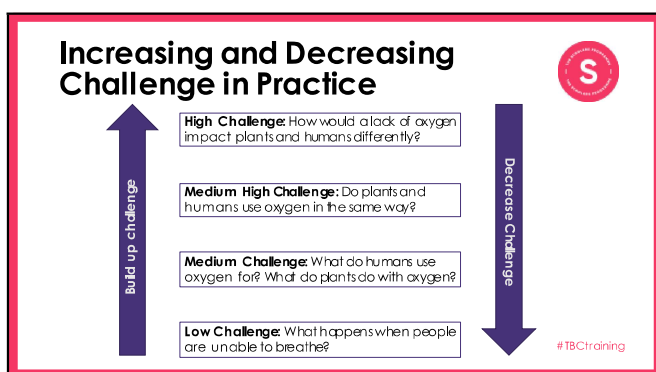 Increasing and Decreasing
Challenge in Practice
S
High Challenge: How would a lack of oxygen
impact plants and humans differently?
Medium High Challenge: Do plants and
humans use oxygen in the same way?
Medium Challenge: What do humans use
oxygen for? What do plants do with oxygen?
Low Challenge: What happens when people
are unable to breathe?
Build up challenge
Decrease Challenge
#TBCtraining